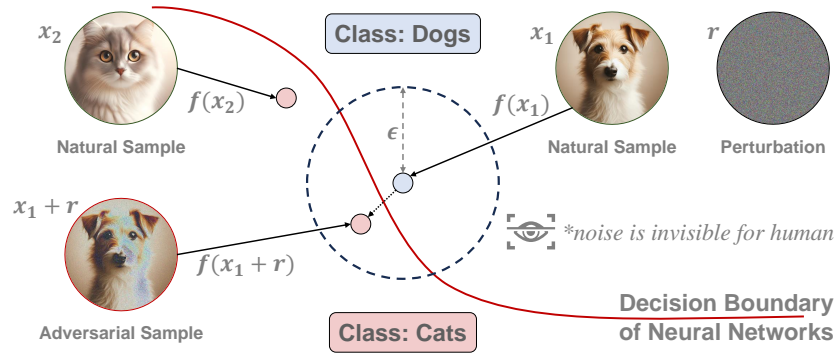 x₂
Class: Dogs
x₁
r
f(x₂)
ϵ
f(x₁)
Natural Sample
Natural Sample
Perturbation
x₁ + r
*noise is invisible for human
f(x₁ + r)
Adversarial Sample
Class: Cats
Decision Boundary
of Neural Networks